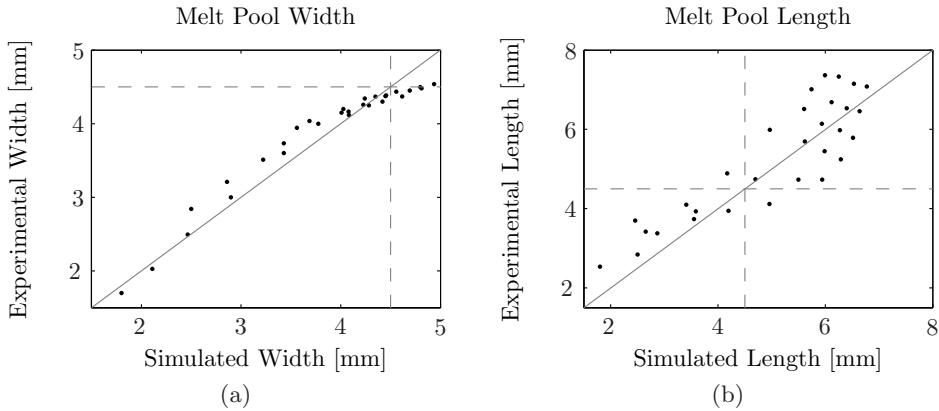 Melt Pool Width
Experimental Width [mm]
5
4
3
2
2
3
4
5
Simulated Width [mm]
(a)
Melt Pool Length
Experimental Length [mm]
8
6
4
2
2
4
6
8
Simulated Length [mm]
(b)